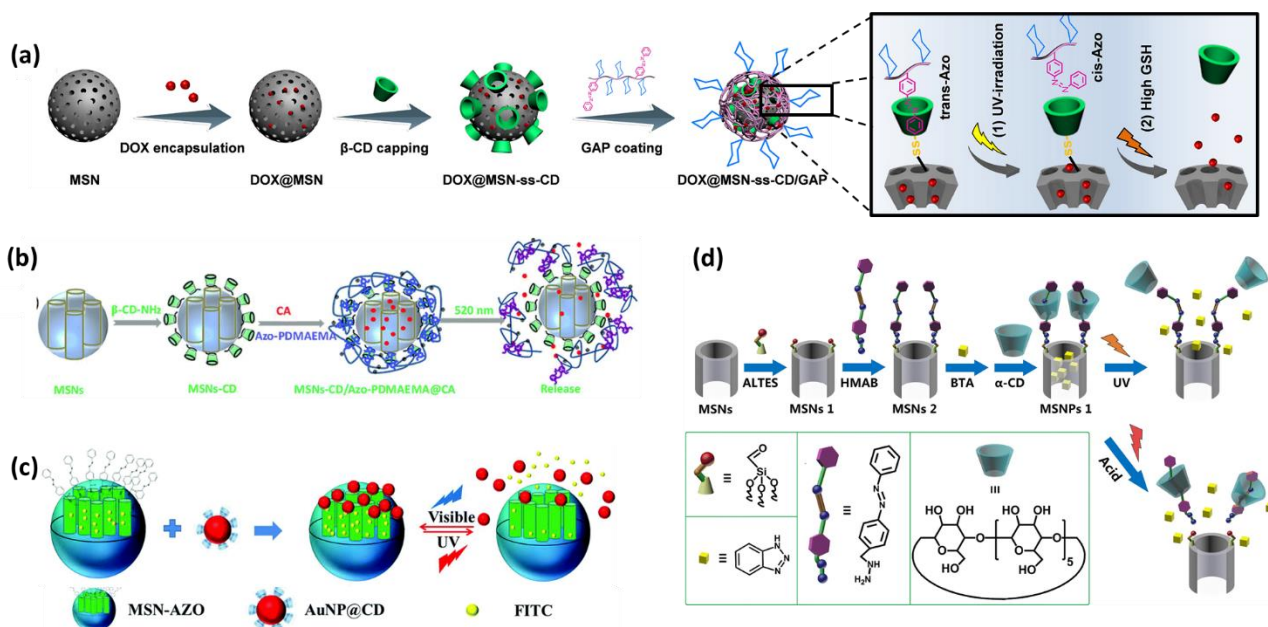 (a)
DOX encapsulation
β-CD capping
GAP coating
MSN
DOX@MSN
DOX@MSN-ss-CD
DOX@MSN-ss-CD/GAP
trans-Azo
SS
(1) UV-irradiation
cis-Azo
SS
(2) High GSH
(b)
β-CD-NH₂
CA
Azo-PDMAEMA
520 nm
MSNs
MSNs-CD
MSNs-CD/Azo-PDMAEMA@CA
Release
(c)
Visible
UV
MSN-AZO
AuNP@CD
FITC
(d)
ALTES
HMAB
BTA
α-CD
UV
MSNs
MSNs 1
MSNs 2
MSNPs 1
Acid